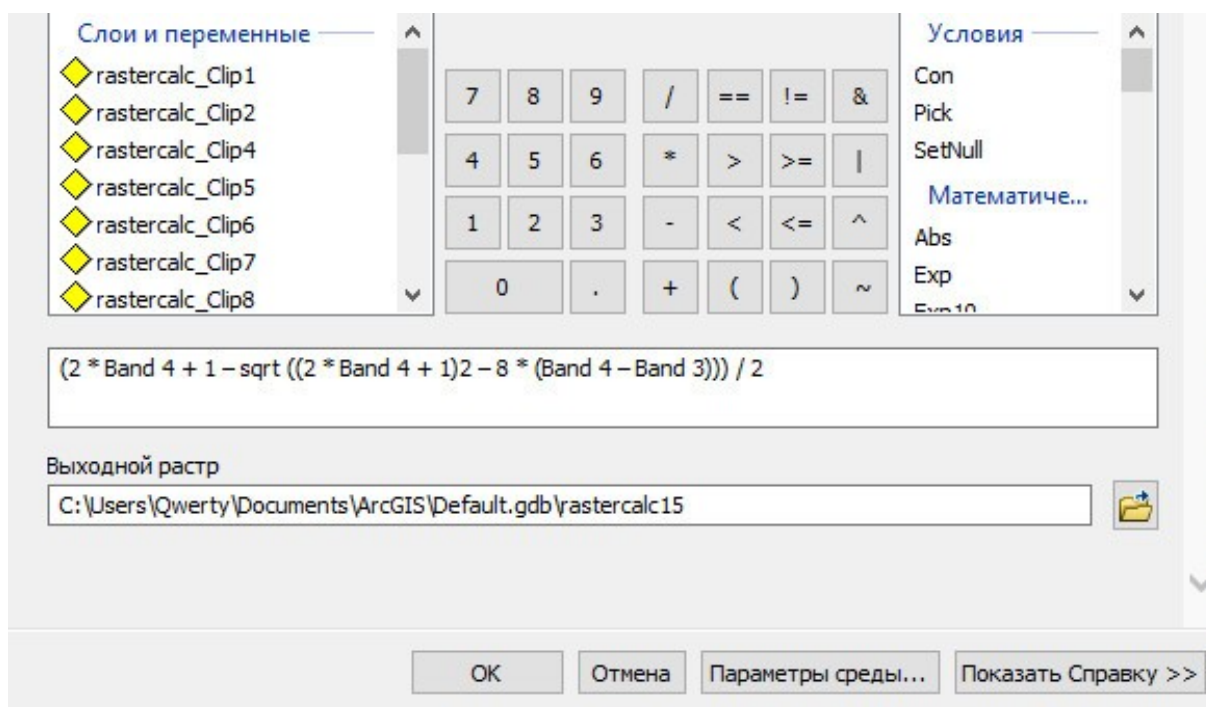 Слои и переменные
rastercalc_Clip1
rastercalc_Clip2
rastercalc_Clip4
rastercalc_Clip5
rastercalc_Clip6
rastercalc_Clip7
rastercalc_Clip8
7 8 9 / == != &
4 5 6 * > >= |
1 2 3 - < <= ^
0 . + ( ) ~
Условия
Con
Pick
SetNull
Математиче...
Abs
Exp
Exp10
(2 * Band 4 + 1 – sqrt ((2 * Band 4 + 1)2 – 8 * (Band 4 – Band 3))) / 2
Выходной растр
C:\Users\Qwerty\Documents\ArcGIS\Default.gdb\rastercalc15
OK Отмена Параметры среды... Показать Справку >>